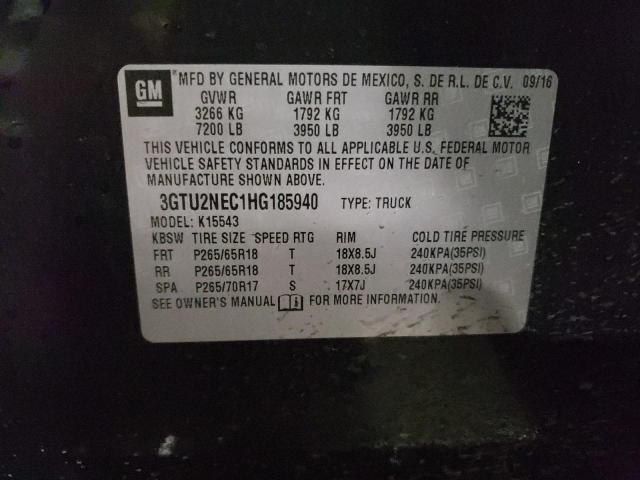 GM MFD BY GENERAL MOTORS DE MEXICO, S. DE R.L. DE C.V. 09/16
GVWR GAWR FRT GAWR RR
3266 KG 1792 KG 1792 KG
7200 LB 3950 LB 3950 LB
THIS VEHICLE CONFORMS TO ALL APPLICABLE U.S. FEDERAL MOTOR
VEHICLE SAFETY STANDARDS IN EFFECT ON THE DATE OF
MANUFACTURE SHOWN ABOVE.
3GTU2NEC1HG185940 TYPE: TRUCK
MODEL: K15543
KBSW TIRE SIZE SPEED RTG RIM COLD TIRE PRESSURE
FRT P265/65R18 T 18X8.5J 240KPA(35PSI)
RR P265/65R18 T 18X8.5J 240KPA(35PSI)
SPA P265/70R17 S 17X7J 240KPA(35PSI)
SEE OWNER'S MANUAL FOR MORE INFORMATION.